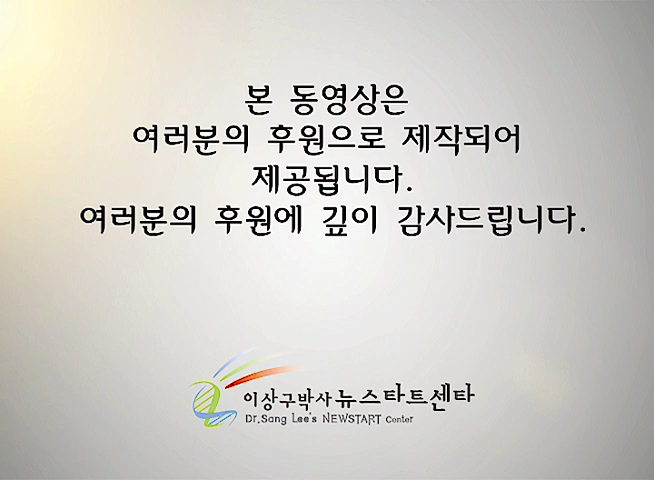 본 동영상은
여러분의 후원으로 제작되어
제공됩니다.
여러분의 후원에 깊이 감사드립니다.
이상구박사 뉴스타트센타
Dr.Sang Lee's NEWSTART Center